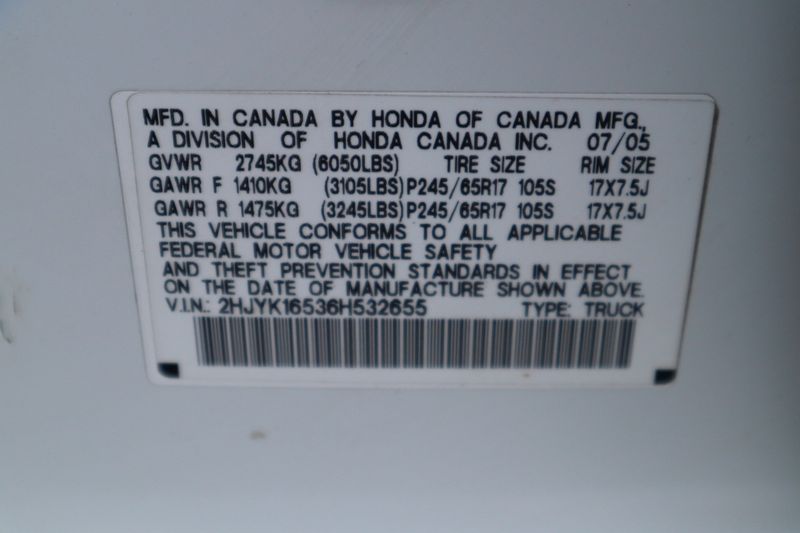 MFD. IN CANADA BY HONDA OF CANADA MFG.,
A DIVISION OF HONDA CANADA INC. 07/05
GVWR 2745KG (6050LBS) TIRE SIZE RIM SIZE
GAWR F 1410KG (3105LBS) P245/65R17 105S 17X7.5J
GAWR R 1475KG (3245LBS) P245/65R17 105S 17X7.5J
THIS VEHICLE CONFORMS TO ALL APPLICABLE
FEDERAL MOTOR VEHICLE SAFETY
AND THEFT PREVENTION STANDARDS IN EFFECT
ON THE DATE OF MANUFACTURE SHOWN ABOVE.
V.I.N.: 2HJYK16536H532655 TYPE: TRUCK